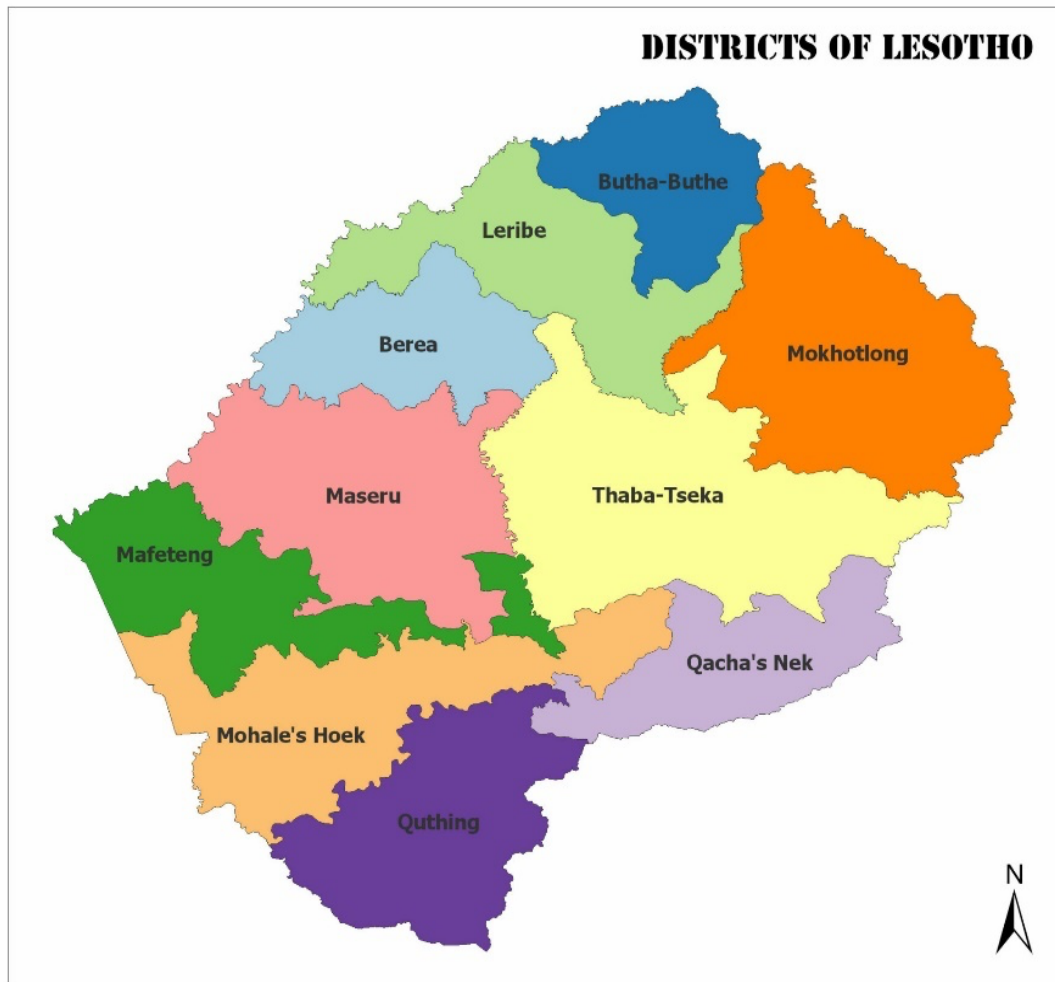 DISTRICTS OF LESOTHO
Butha-Buthe
Leribe
Berea
Mokhotlong
Maseru
Thaba-Tseka
Mafeteng
Qacha's Nek
Mohale's Hoek
Quthing
N